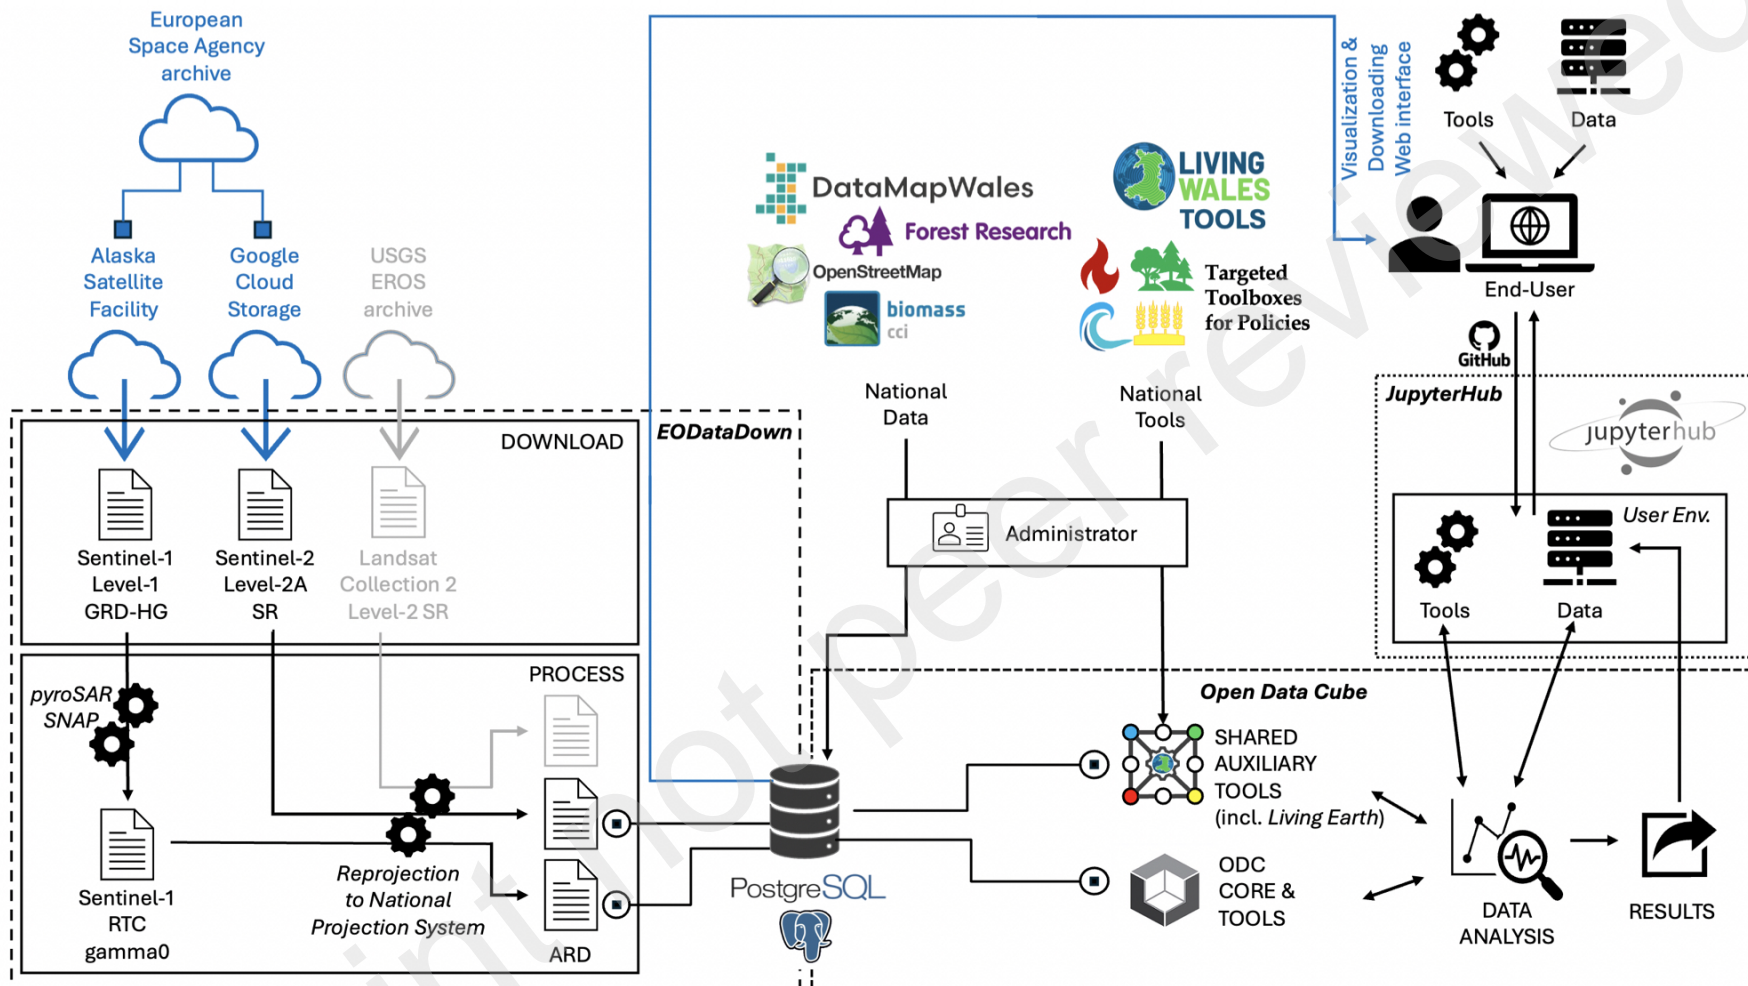 European
Space Agency
archive
Alaska
Satellite
Facility
Google
Cloud
Storage
USGS
EROS
archive
DOWNLOAD
EODataDown
Sentinel-1
Level-1
GRD-HG
Sentinel-2
Level-2A
SR
Landsat
Collection 2
Level-2 SR
PROCESS
pyroSAR
SNAP
Sentinel-1
RTC
gamma0
Reprojection
to National
Projection System
ARD
DataMapWales
Forest Research
OpenStreetMap
biomass
cci
LIVING
WALES
TOOLS
Targeted
Toolboxes
for Policies
National
Data
National
Tools
Administrator
PostgreSQL
Visualization &
Downloading
Web interface
Tools
Data
End-User
GitHub
JupyterHub
jupyterhub
User Env.
Tools
Data
Open Data Cube
SHARED
AUXILIARY
TOOLS
(incl. Living Earth)
ODC
CORE &
TOOLS
DATA
ANALYSIS
RESULTS
int not peer reviewed